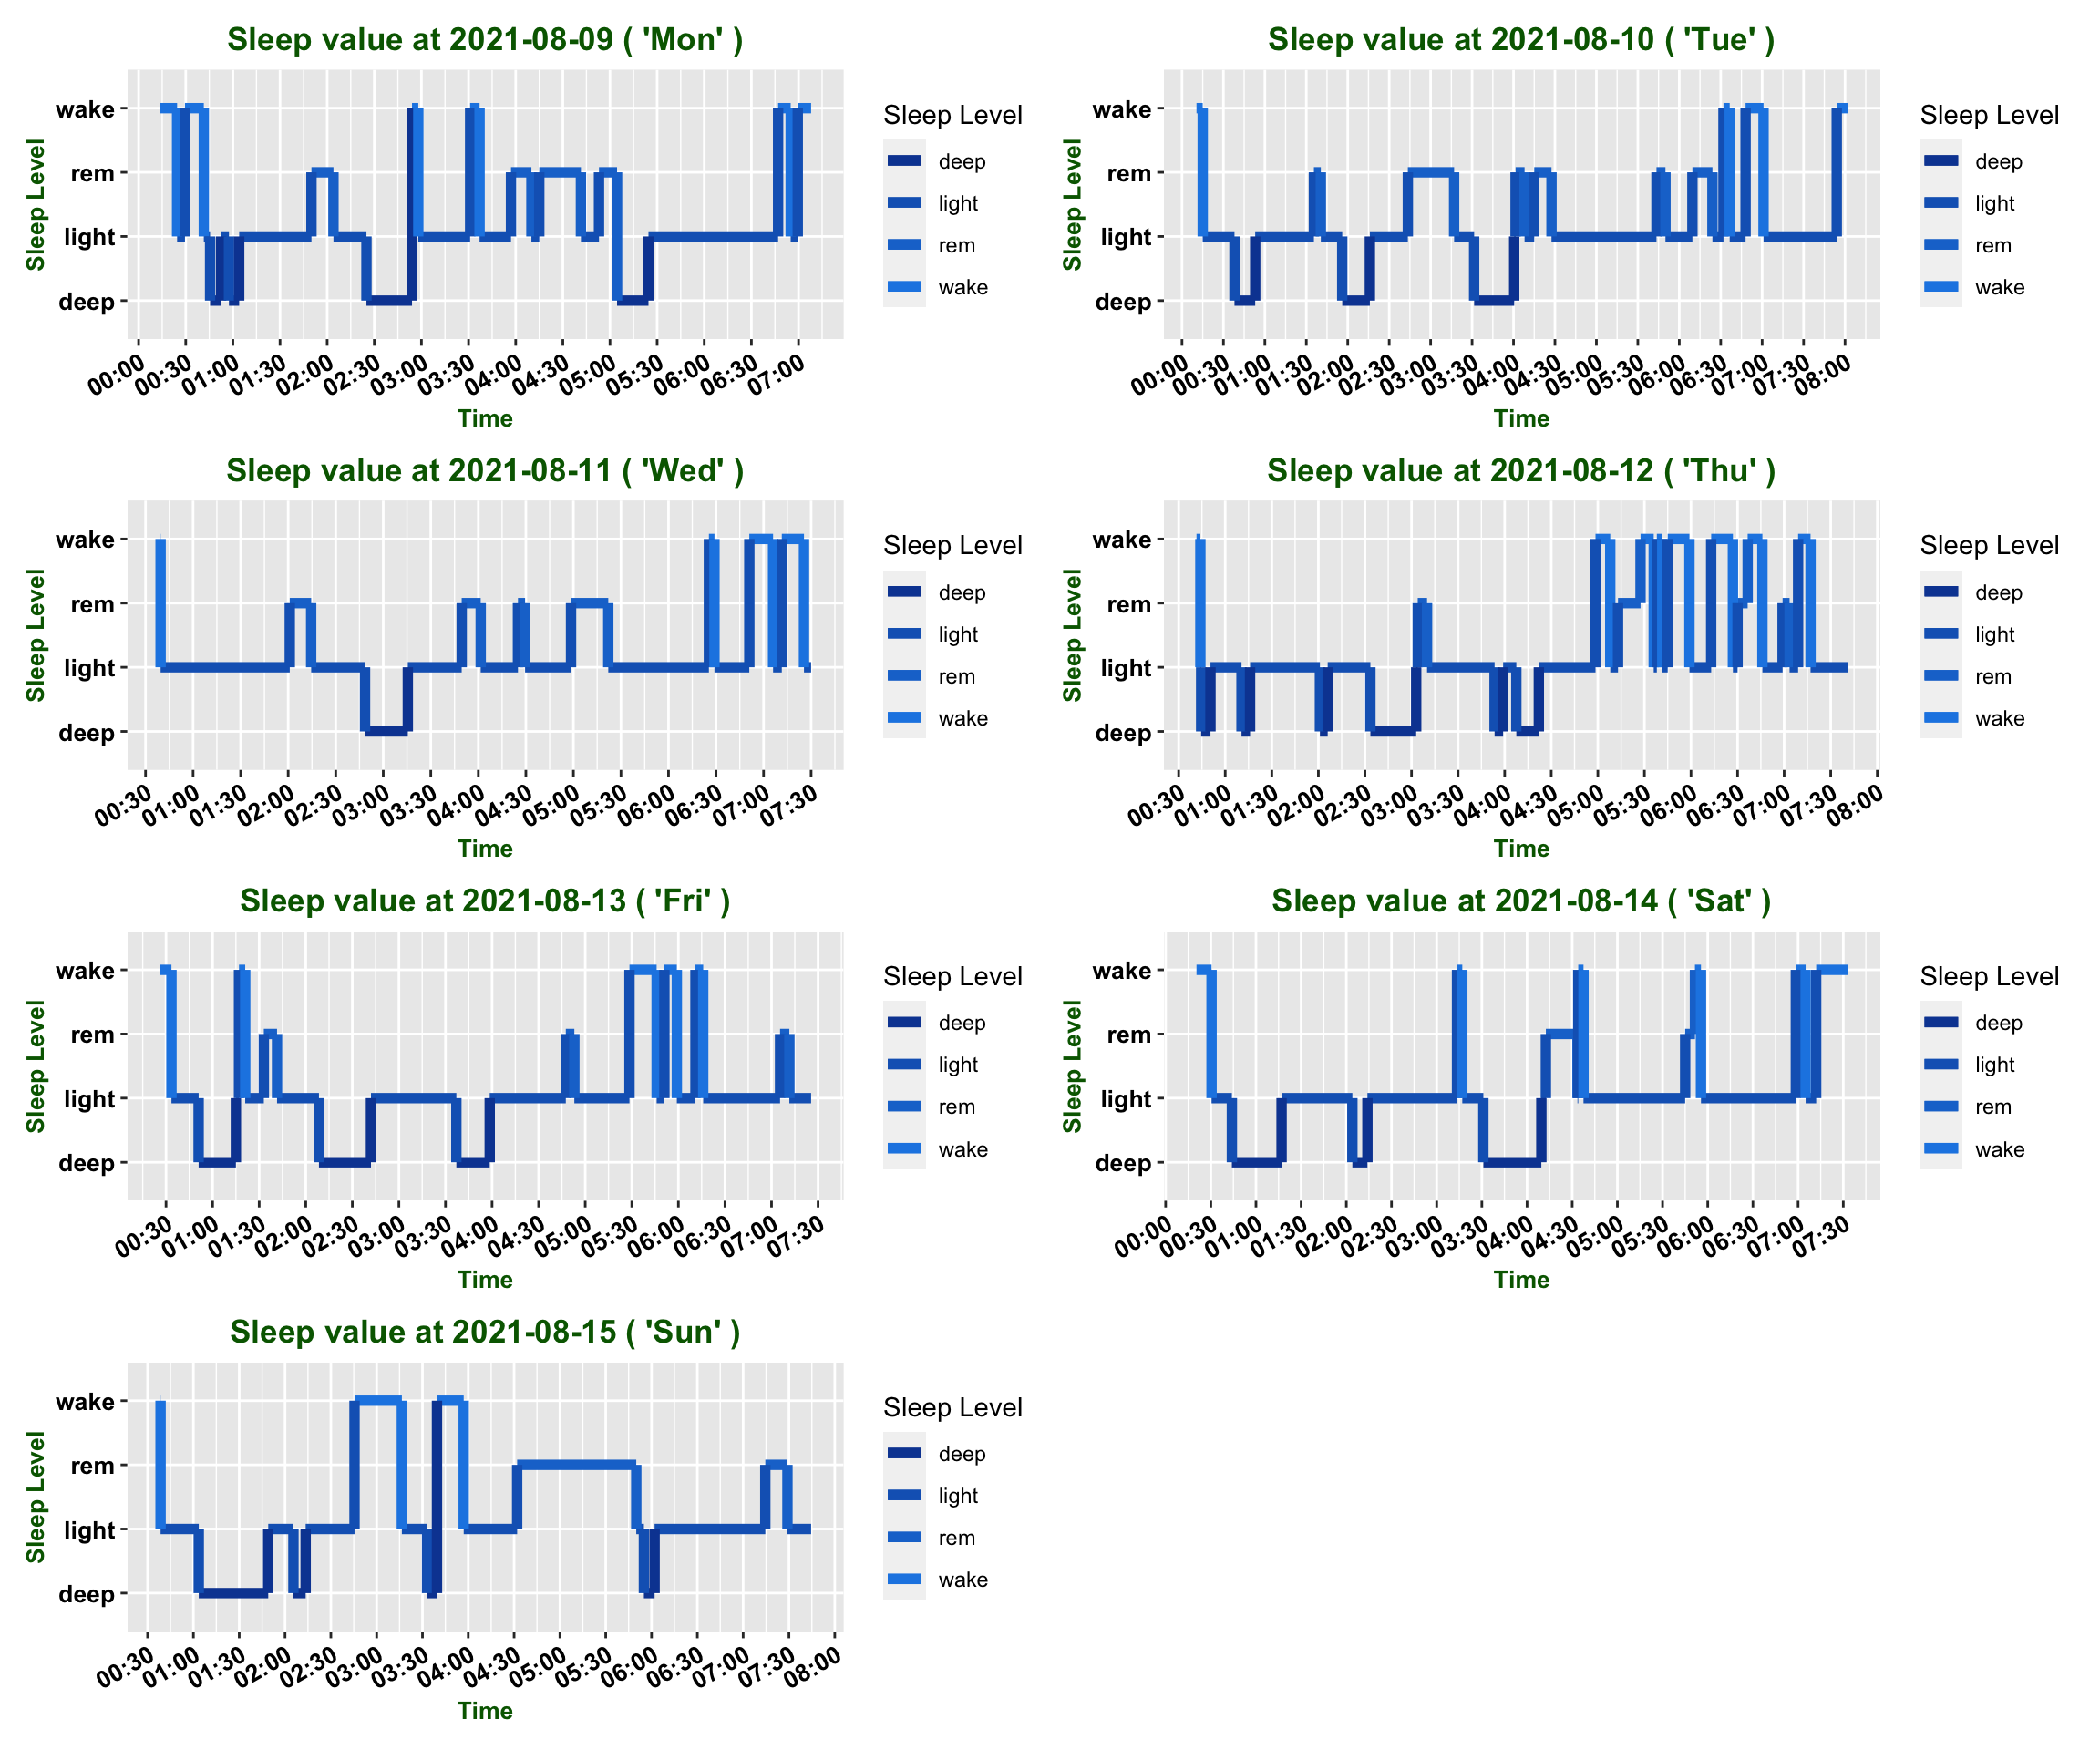 Sleep value at 2021-08-09 ( 'Mon' )
Sleep Level
wake
rem
light
deep
00:00 00:30 01:00 01:30 02:00 02:30 03:00 03:30 04:00 04:30 05:00 05:30 06:00 06:30 07:00
Time
Sleep Level
deep
light
rem
wake
Sleep value at 2021-08-10 ( 'Tue' )
Sleep Level
wake
rem
light
deep
00:00 00:30 01:00 01:30 02:00 02:30 03:00 03:30 04:00 04:30 05:00 05:30 06:00 06:30 07:00 07:30 08:00
Time
Sleep Level
deep
light
rem
wake
Sleep value at 2021-08-11 ( 'Wed' )
Sleep Level
wake
rem
light
deep
00:30 01:00 01:30 02:00 02:30 03:00 03:30 04:00 04:30 05:00 05:30 06:00 06:30 07:00 07:30
Time
Sleep Level
deep
light
rem
wake
Sleep value at 2021-08-12 ( 'Thu' )
Sleep Level
wake
rem
light
deep
00:30 01:00 01:30 02:00 02:30 03:00 03:30 04:00 04:30 05:00 05:30 06:00 06:30 07:00 07:30 08:00
Time
Sleep Level
deep
light
rem
wake
Sleep value at 2021-08-13 ( 'Fri' )
Sleep Level
wake
rem
light
deep
00:30 01:00 01:30 02:00 02:30 03:00 03:30 04:00 04:30 05:00 05:30 06:00 06:30 07:00 07:30
Time
Sleep Level
deep
light
rem
wake
Sleep value at 2021-08-14 ( 'Sat' )
Sleep Level
wake
rem
light
deep
00:00 00:30 01:00 01:30 02:00 02:30 03:00 03:30 04:00 04:30 05:00 05:30 06:00 06:30 07:00 07:30
Time
Sleep Level
deep
light
rem
wake
Sleep value at 2021-08-15 ( 'Sun' )
Sleep Level
wake
rem
light
deep
00:30 01:00 01:30 02:00 02:30 03:00 03:30 04:00 04:30 05:00 05:30 06:00 06:30 07:00 07:30 08:00
Time
Sleep Level
deep
light
rem
wake